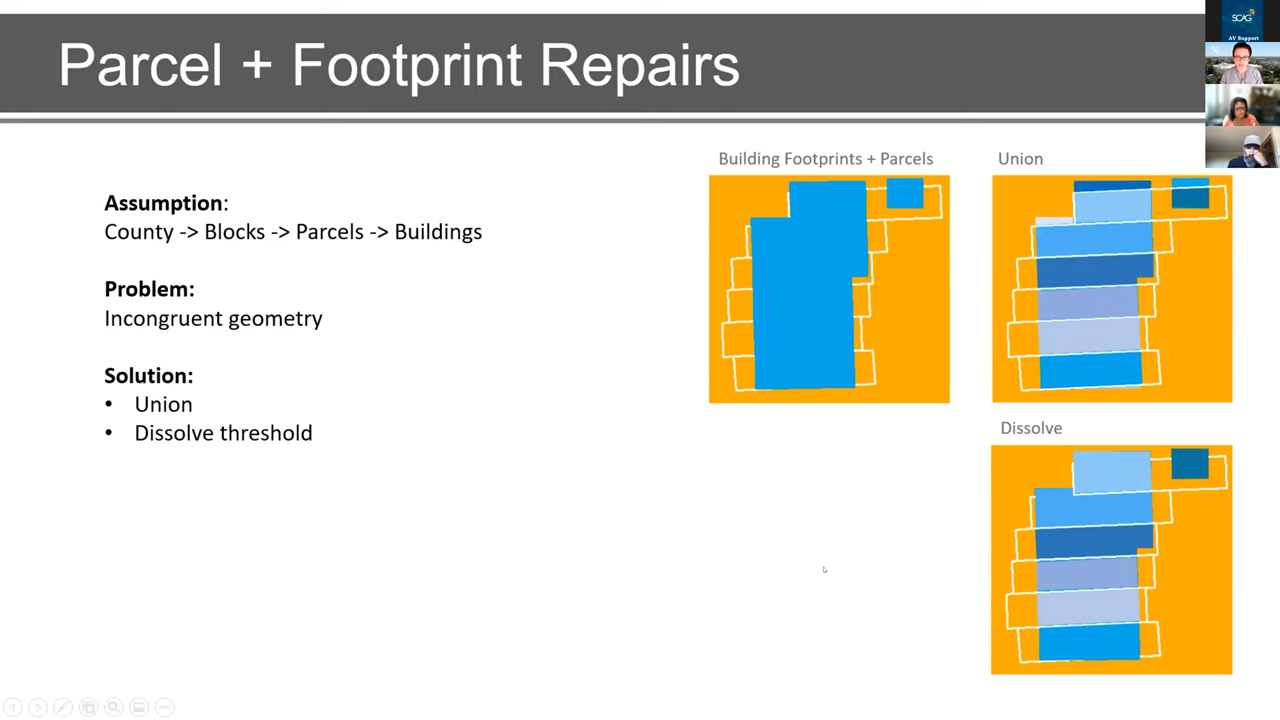 Parcel + Footprint Repairs
SCAG
AV Support
Assumption:
County -> Blocks -> Parcels -> Buildings
Problem:
Incongruent geometry
Solution:
• Union
• Dissolve threshold
Building Footprints + Parcels
Union
Dissolve